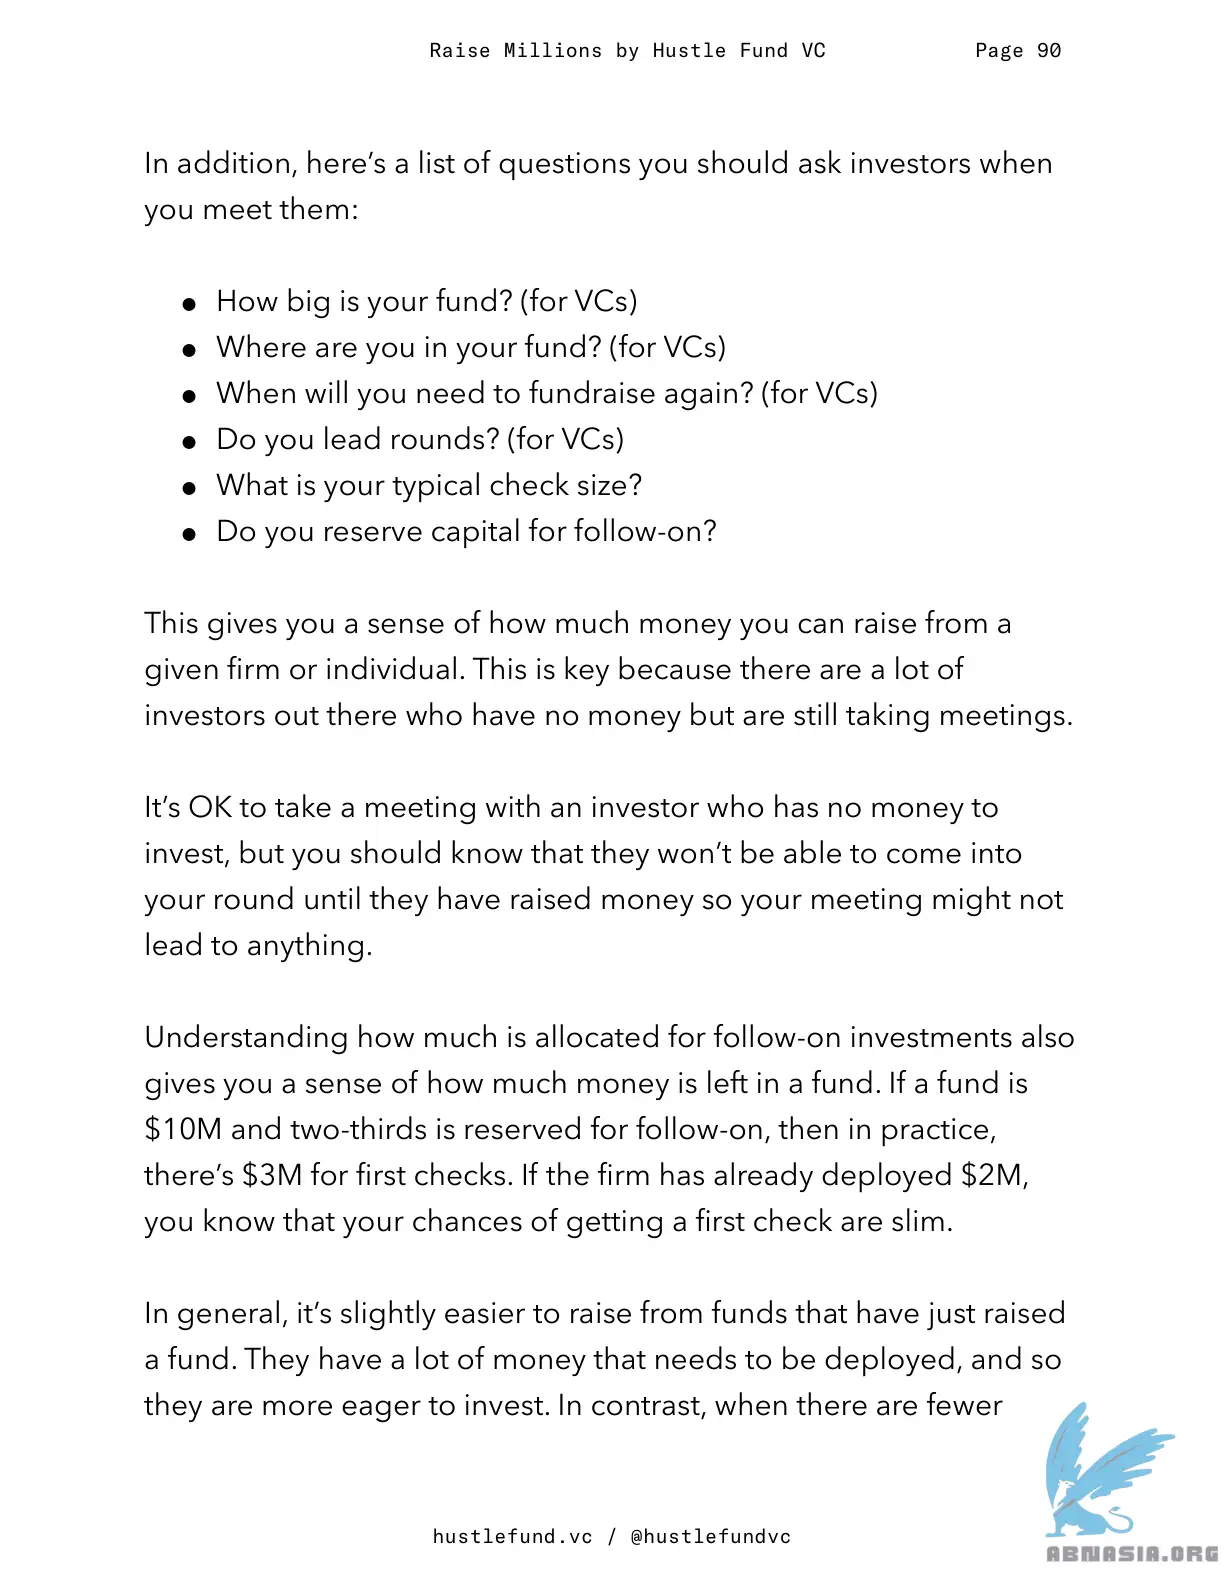 Raise Millions by Hustle Fund VC Page 90
In addition, here’s a list of questions you should ask investors when
you meet them:
● How big is your fund? (for VCs)
● Where are you in your fund? (for VCs)
● When will you need to fundraise again? (for VCs)
● Do you lead rounds? (for VCs)
● What is your typical check size?
● Do you reserve capital for follow-on?
This gives you a sense of how much money you can raise from a
given firm or individual. This is key because there are a lot of
investors out there who have no money but are still taking meetings.
It’s OK to take a meeting with an investor who has no money to
invest, but you should know that they won’t be able to come into
your round until they have raised money so your meeting might not
lead to anything.
Understanding how much is allocated for follow-on investments also
gives you a sense of how much money is left in a fund. If a fund is
$10M and two-thirds is reserved for follow-on, then in practice,
there’s $3M for first checks. If the firm has already deployed $2M,
you know that your chances of getting a first check are slim.
In general, it’s slightly easier to raise from funds that have just raised
a fund. They have a lot of money that needs to be deployed, and so
they are more eager to invest. In contrast, when there are fewer
hustlefund.vc / @hustlefundvc
ABNASIA.ORG